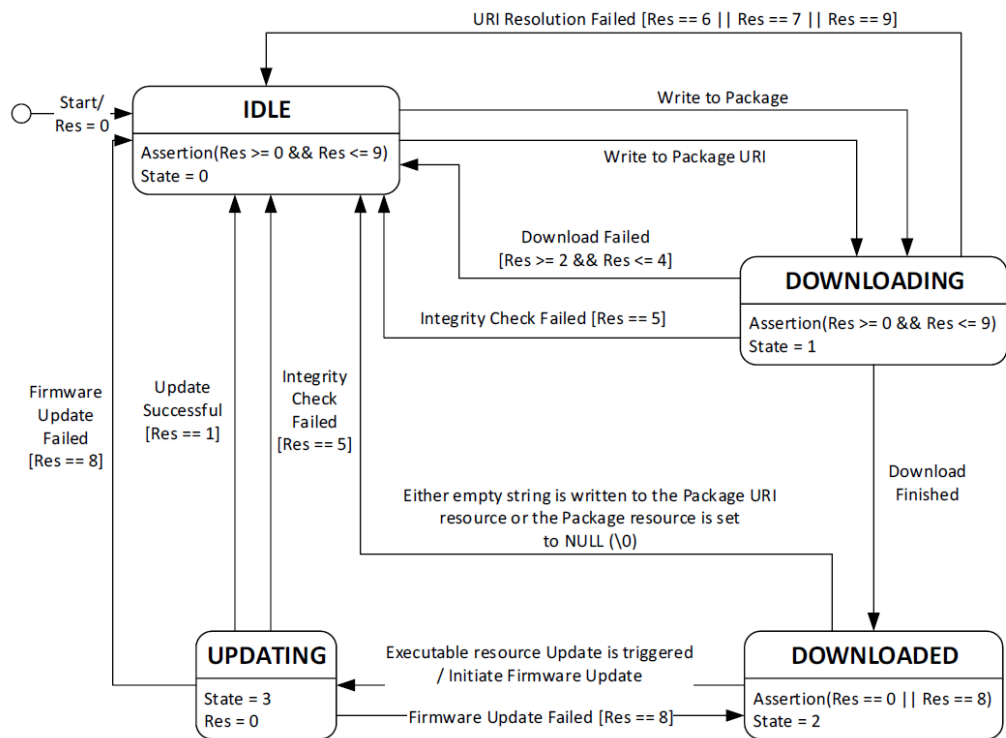 URI Resolution Failed [Res == 6 || Res == 7 || Res == 9]
Start/
Res = 0
IDLE
Assertion(Res >= 0 && Res <= 9)
State = 0
Write to Package
Write to Package URI
Download Failed
[Res >= 2 && Res <= 4]
Integrity Check Failed [Res == 5]
DOWNLOADING
Assertion(Res >= 0 && Res <= 9)
State = 1
Firmware
Update
Failed
[Res == 8]
Update
Successful
[Res == 1]
Integrity
Check
Failed
[Res == 5]
Download
Finished
Either empty string is written to the Package URI
resource or the Package resource is set
to NULL (\0)
UPDATING
State = 3
Res = 0
Executable resource Update is triggered
/ Initiate Firmware Update
Firmware Update Failed [Res == 8]
DOWNLOADED
Assertion(Res == 0 || Res == 8)
State = 2